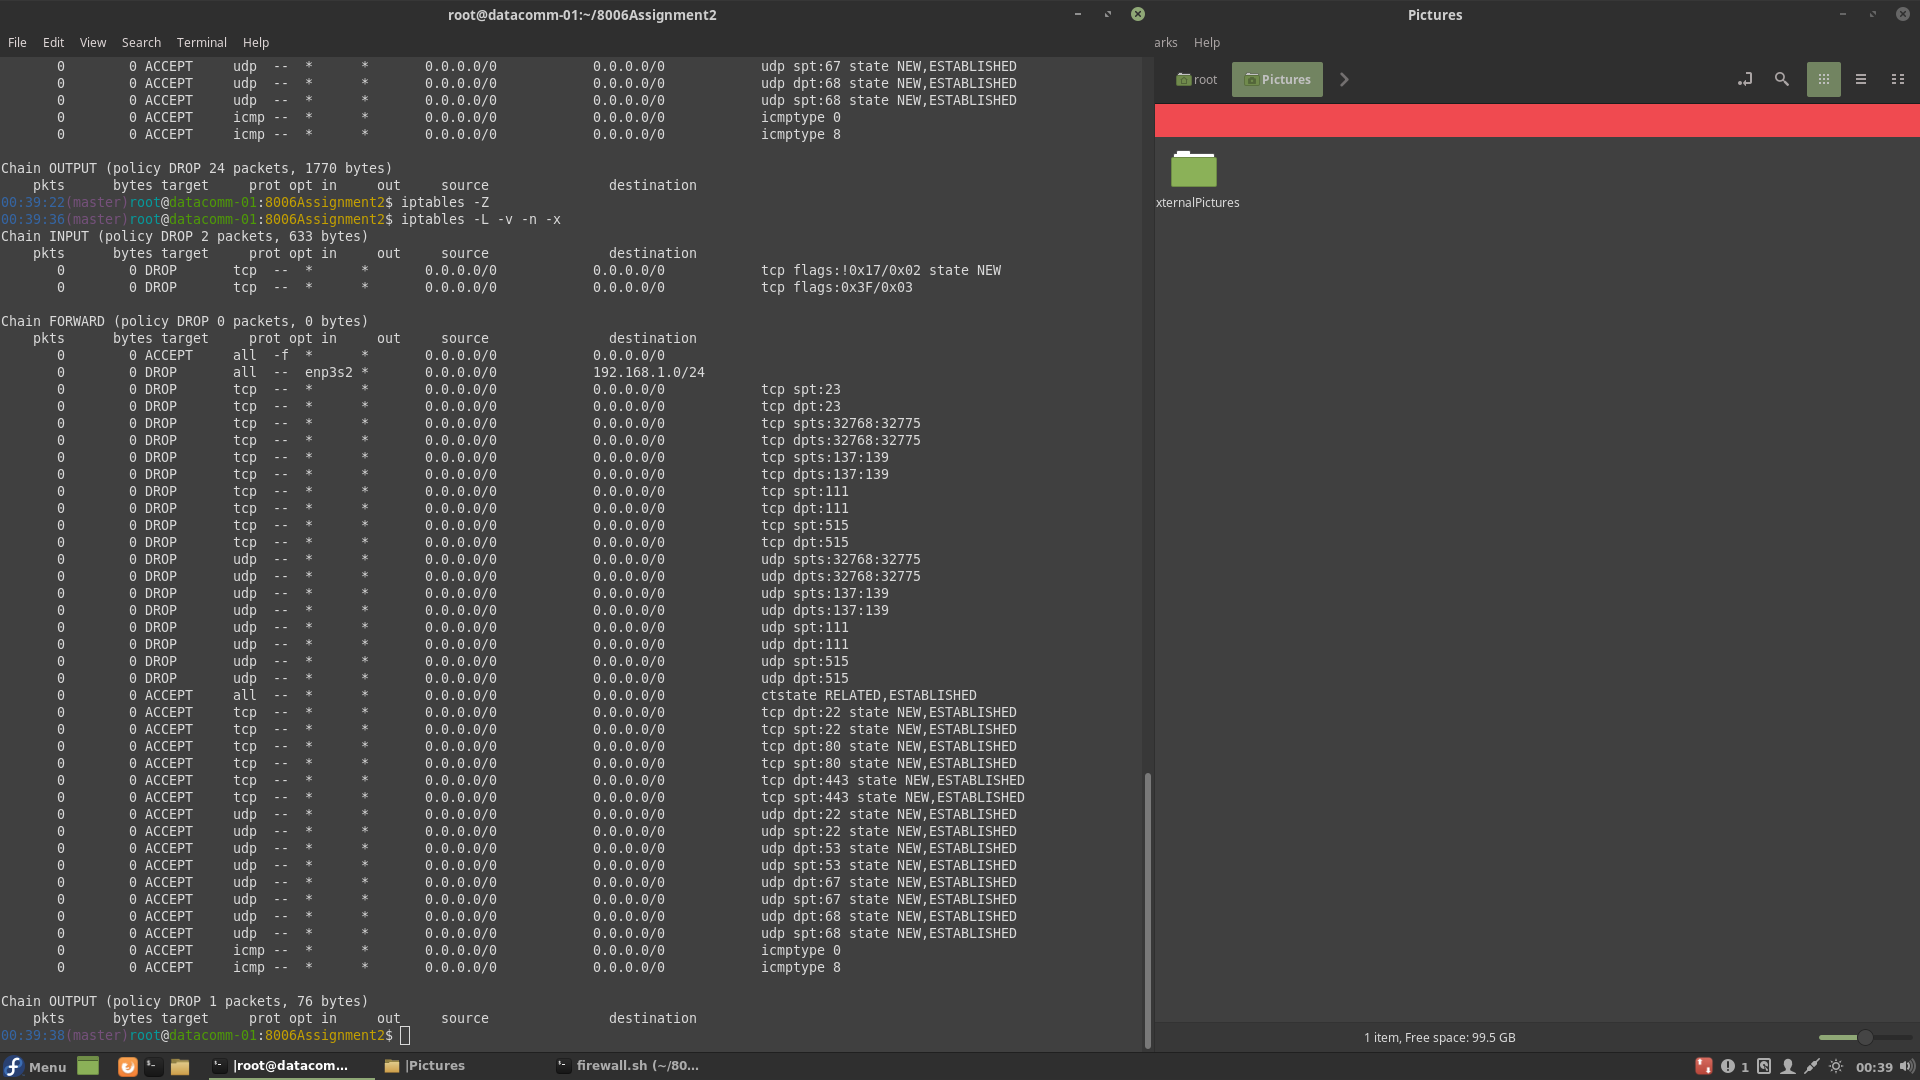 root@datacomm-01:~/8006Assignment2
File Edit View Search Terminal Help
0 0 ACCEPT udp -- * * 0.0.0.0/0 0.0.0.0/0 udp spt:67 state NEW,ESTABLISHED
0 0 ACCEPT udp -- * * 0.0.0.0/0 0.0.0.0/0 udp dpt:68 state NEW,ESTABLISHED
0 0 ACCEPT udp -- * * 0.0.0.0/0 0.0.0.0/0 udp spt:68 state NEW,ESTABLISHED
0 0 ACCEPT icmp -- * * 0.0.0.0/0 0.0.0.0/0 icmptype 0
0 0 ACCEPT icmp -- * * 0.0.0.0/0 0.0.0.0/0 icmptype 8
Chain OUTPUT (policy DROP 24 packets, 1770 bytes)
pkts bytes target prot opt in out source destination
00:39:22(master)root@datacomm-01:8006Assignment2$ iptables -Z
00:39:36(master)root@datacomm-01:8006Assignment2$ iptables -L -v -n -x
Chain INPUT (policy DROP 2 packets, 633 bytes)
pkts bytes target prot opt in out source destination
0 0 DROP tcp -- * * 0.0.0.0/0 0.0.0.0/0 tcp flags:!0x17/0x02 state NEW
0 0 DROP tcp -- * * 0.0.0.0/0 0.0.0.0/0 tcp flags:0x3F/0x03
Chain FORWARD (policy DROP 0 packets, 0 bytes)
pkts bytes target prot opt in out source destination
0 0 ACCEPT all -f * * 0.0.0.0/0 0.0.0.0/0
0 0 DROP all -- enp3s2 * 0.0.0.0/0 192.168.1.0/24
0 0 DROP tcp -- * * 0.0.0.0/0 0.0.0.0/0 tcp spt:23
0 0 DROP tcp -- * * 0.0.0.0/0 0.0.0.0/0 tcp dpt:23
0 0 DROP tcp -- * * 0.0.0.0/0 0.0.0.0/0 tcp spts:32768:32775
0 0 DROP tcp -- * * 0.0.0.0/0 0.0.0.0/0 tcp dpts:32768:32775
0 0 DROP tcp -- * * 0.0.0.0/0 0.0.0.0/0 tcp spts:137:139
0 0 DROP tcp -- * * 0.0.0.0/0 0.0.0.0/0 tcp dpts:137:139
0 0 DROP tcp -- * * 0.0.0.0/0 0.0.0.0/0 tcp spt:111
0 0 DROP tcp -- * * 0.0.0.0/0 0.0.0.0/0 tcp dpt:111
0 0 DROP tcp -- * * 0.0.0.0/0 0.0.0.0/0 tcp spt:515
0 0 DROP tcp -- * * 0.0.0.0/0 0.0.0.0/0 tcp dpt:515
0 0 DROP udp -- * * 0.0.0.0/0 0.0.0.0/0 udp spts:32768:32775
0 0 DROP udp -- * * 0.0.0.0/0 0.0.0.0/0 udp dpts:32768:32775
0 0 DROP udp -- * * 0.0.0.0/0 0.0.0.0/0 udp spts:137:139
0 0 DROP udp -- * * 0.0.0.0/0 0.0.0.0/0 udp dpts:137:139
0 0 DROP udp -- * * 0.0.0.0/0 0.0.0.0/0 udp spt:111
0 0 DROP udp -- * * 0.0.0.0/0 0.0.0.0/0 udp dpt:111
0 0 DROP udp -- * * 0.0.0.0/0 0.0.0.0/0 udp spt:515
0 0 DROP udp -- * * 0.0.0.0/0 0.0.0.0/0 udp dpt:515
0 0 ACCEPT all -- * * 0.0.0.0/0 0.0.0.0/0 ctstate RELATED,ESTABLISHED
0 0 ACCEPT tcp -- * * 0.0.0.0/0 0.0.0.0/0 tcp dpt:22 state NEW,ESTABLISHED
0 0 ACCEPT tcp -- * * 0.0.0.0/0 0.0.0.0/0 tcp spt:22 state NEW,ESTABLISHED
0 0 ACCEPT tcp -- * * 0.0.0.0/0 0.0.0.0/0 tcp dpt:80 state NEW,ESTABLISHED
0 0 ACCEPT tcp -- * * 0.0.0.0/0 0.0.0.0/0 tcp spt:80 state NEW,ESTABLISHED
0 0 ACCEPT tcp -- * * 0.0.0.0/0 0.0.0.0/0 tcp dpt:443 state NEW,ESTABLISHED
0 0 ACCEPT tcp -- * * 0.0.0.0/0 0.0.0.0/0 tcp spt:443 state NEW,ESTABLISHED
0 0 ACCEPT udp -- * * 0.0.0.0/0 0.0.0.0/0 udp dpt:22 state NEW,ESTABLISHED
0 0 ACCEPT udp -- * * 0.0.0.0/0 0.0.0.0/0 udp spt:22 state NEW,ESTABLISHED
0 0 ACCEPT udp -- * * 0.0.0.0/0 0.0.0.0/0 udp dpt:53 state NEW,ESTABLISHED
0 0 ACCEPT udp -- * * 0.0.0.0/0 0.0.0.0/0 udp spt:53 state NEW,ESTABLISHED
0 0 ACCEPT udp -- * * 0.0.0.0/0 0.0.0.0/0 udp dpt:67 state NEW,ESTABLISHED
0 0 ACCEPT udp -- * * 0.0.0.0/0 0.0.0.0/0 udp spt:67 state NEW,ESTABLISHED
0 0 ACCEPT udp -- * * 0.0.0.0/0 0.0.0.0/0 udp dpt:68 state NEW,ESTABLISHED
0 0 ACCEPT udp -- * * 0.0.0.0/0 0.0.0.0/0 udp spt:68 state NEW,ESTABLISHED
0 0 ACCEPT icmp -- * * 0.0.0.0/0 0.0.0.0/0 icmptype 0
0 0 ACCEPT icmp -- * * 0.0.0.0/0 0.0.0.0/0 icmptype 8
Chain OUTPUT (policy DROP 1 packets, 76 bytes)
pkts bytes target prot opt in out source destination
00:39:38(master)root@datacomm-01:8006Assignment2$
Pictures
arks Help
root Pictures
xternalPictures
1 item, Free space: 99.5 GB
Menu |root@datacom... |Pictures firewall.sh (~/80... 1 00:39